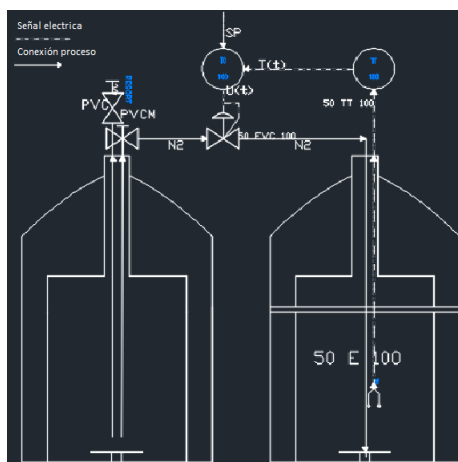 Señal electrica
Conexión proceso
SP
TC
100
T(t)
TT
100
U(t)
50 TT 100
PVC
PVCM
N2
50 FVC 100
N2
50 E 100